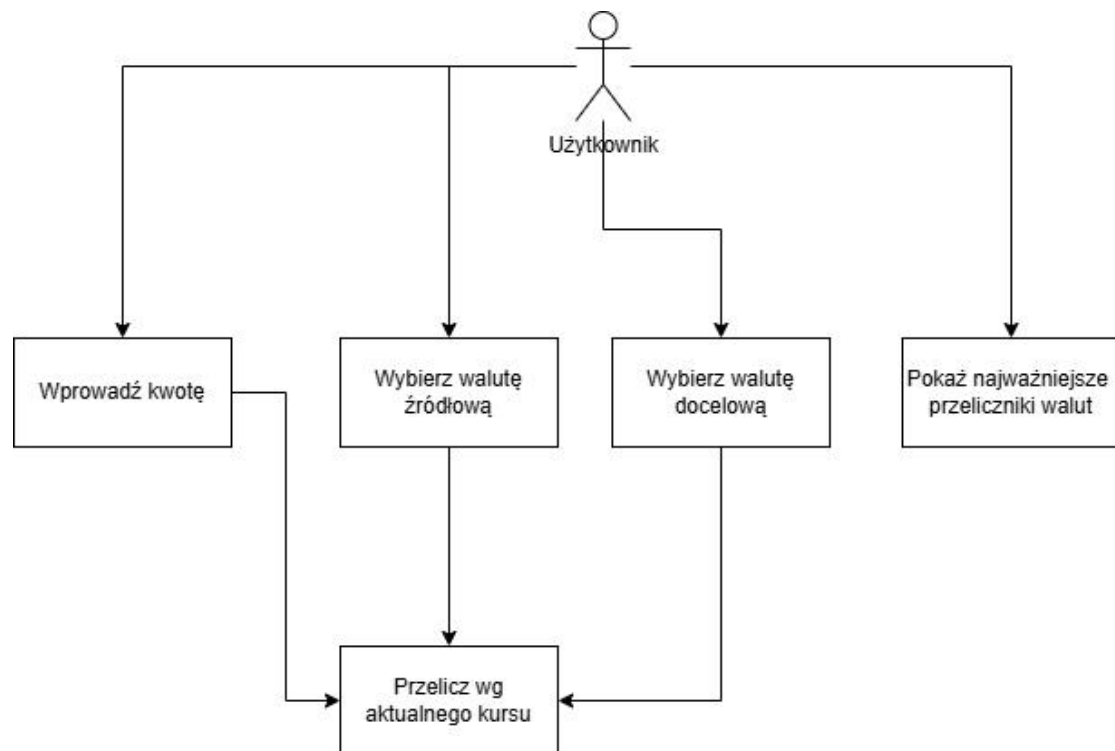 Użytkownik
Wprowadź kwotę
Wybierz walutę
źródłową
Wybierz walutę
docelową
Pokaż najważniejsze
przeliczniki walut
Przelicz wg
aktualnego kursu